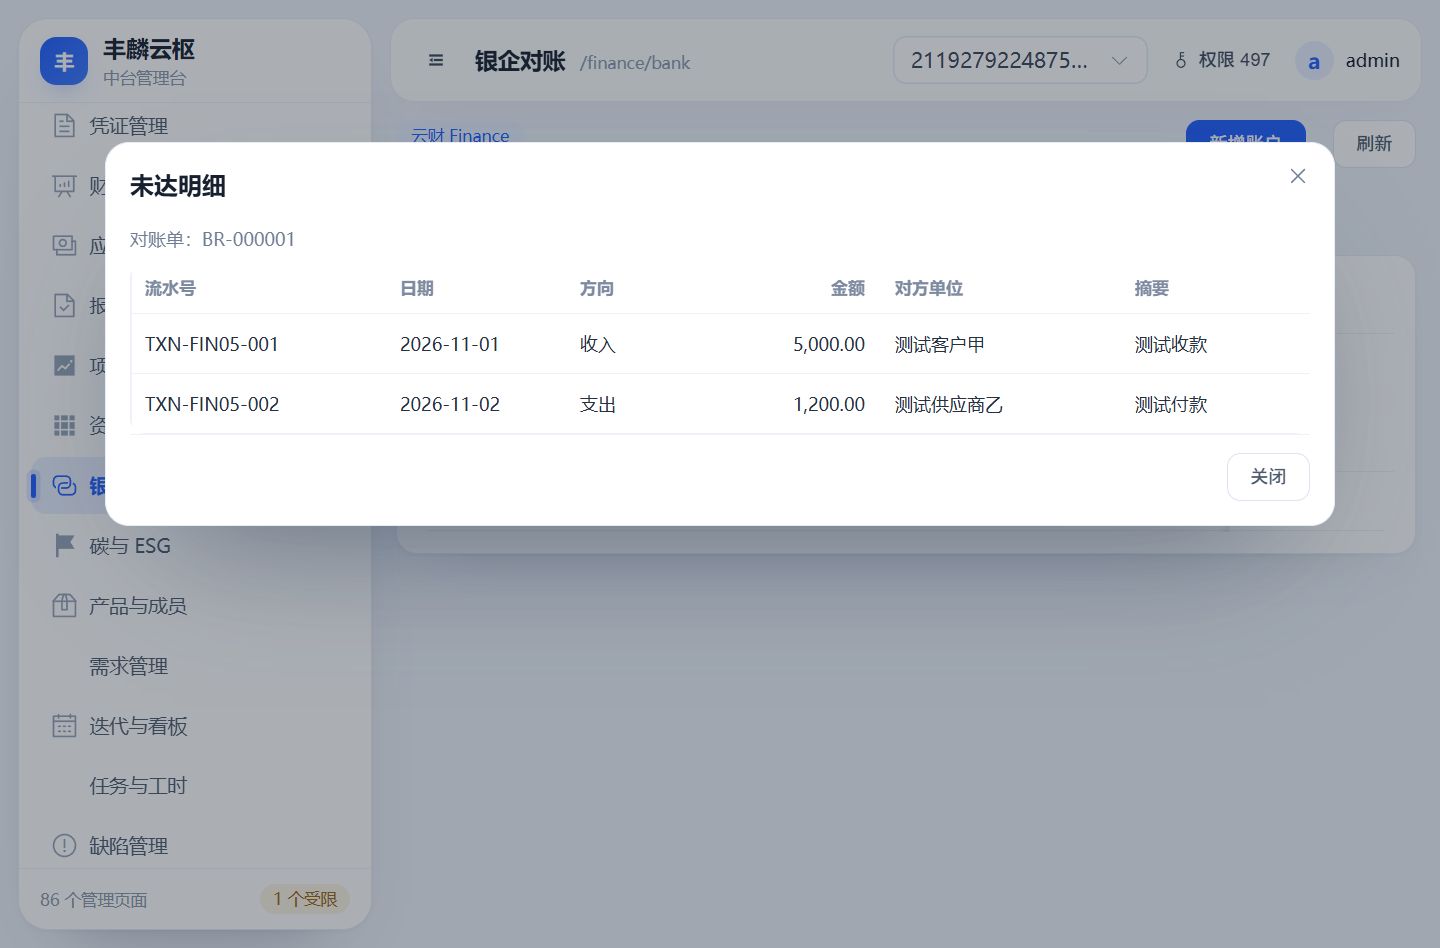 丰
丰麟云枢
中台管理台
银企对账
/finance/bank
2119279224875...
权限 497
a
admin
凭证管理
云财 Finance
新增账户
刷新
财
应
报
项
资
银
未达明细
对账单：BR-000001
流水号 日期 方向 金额 对方单位 摘要
TXN-FIN05-001 2026-11-01 收入 5,000.00 测试客户甲 测试收款
TXN-FIN05-002 2026-11-02 支出 1,200.00 测试供应商乙 测试付款
关闭
碳与 ESG
产品与成员
需求管理
迭代与看板
任务与工时
缺陷管理
86 个管理页面
1 个受限